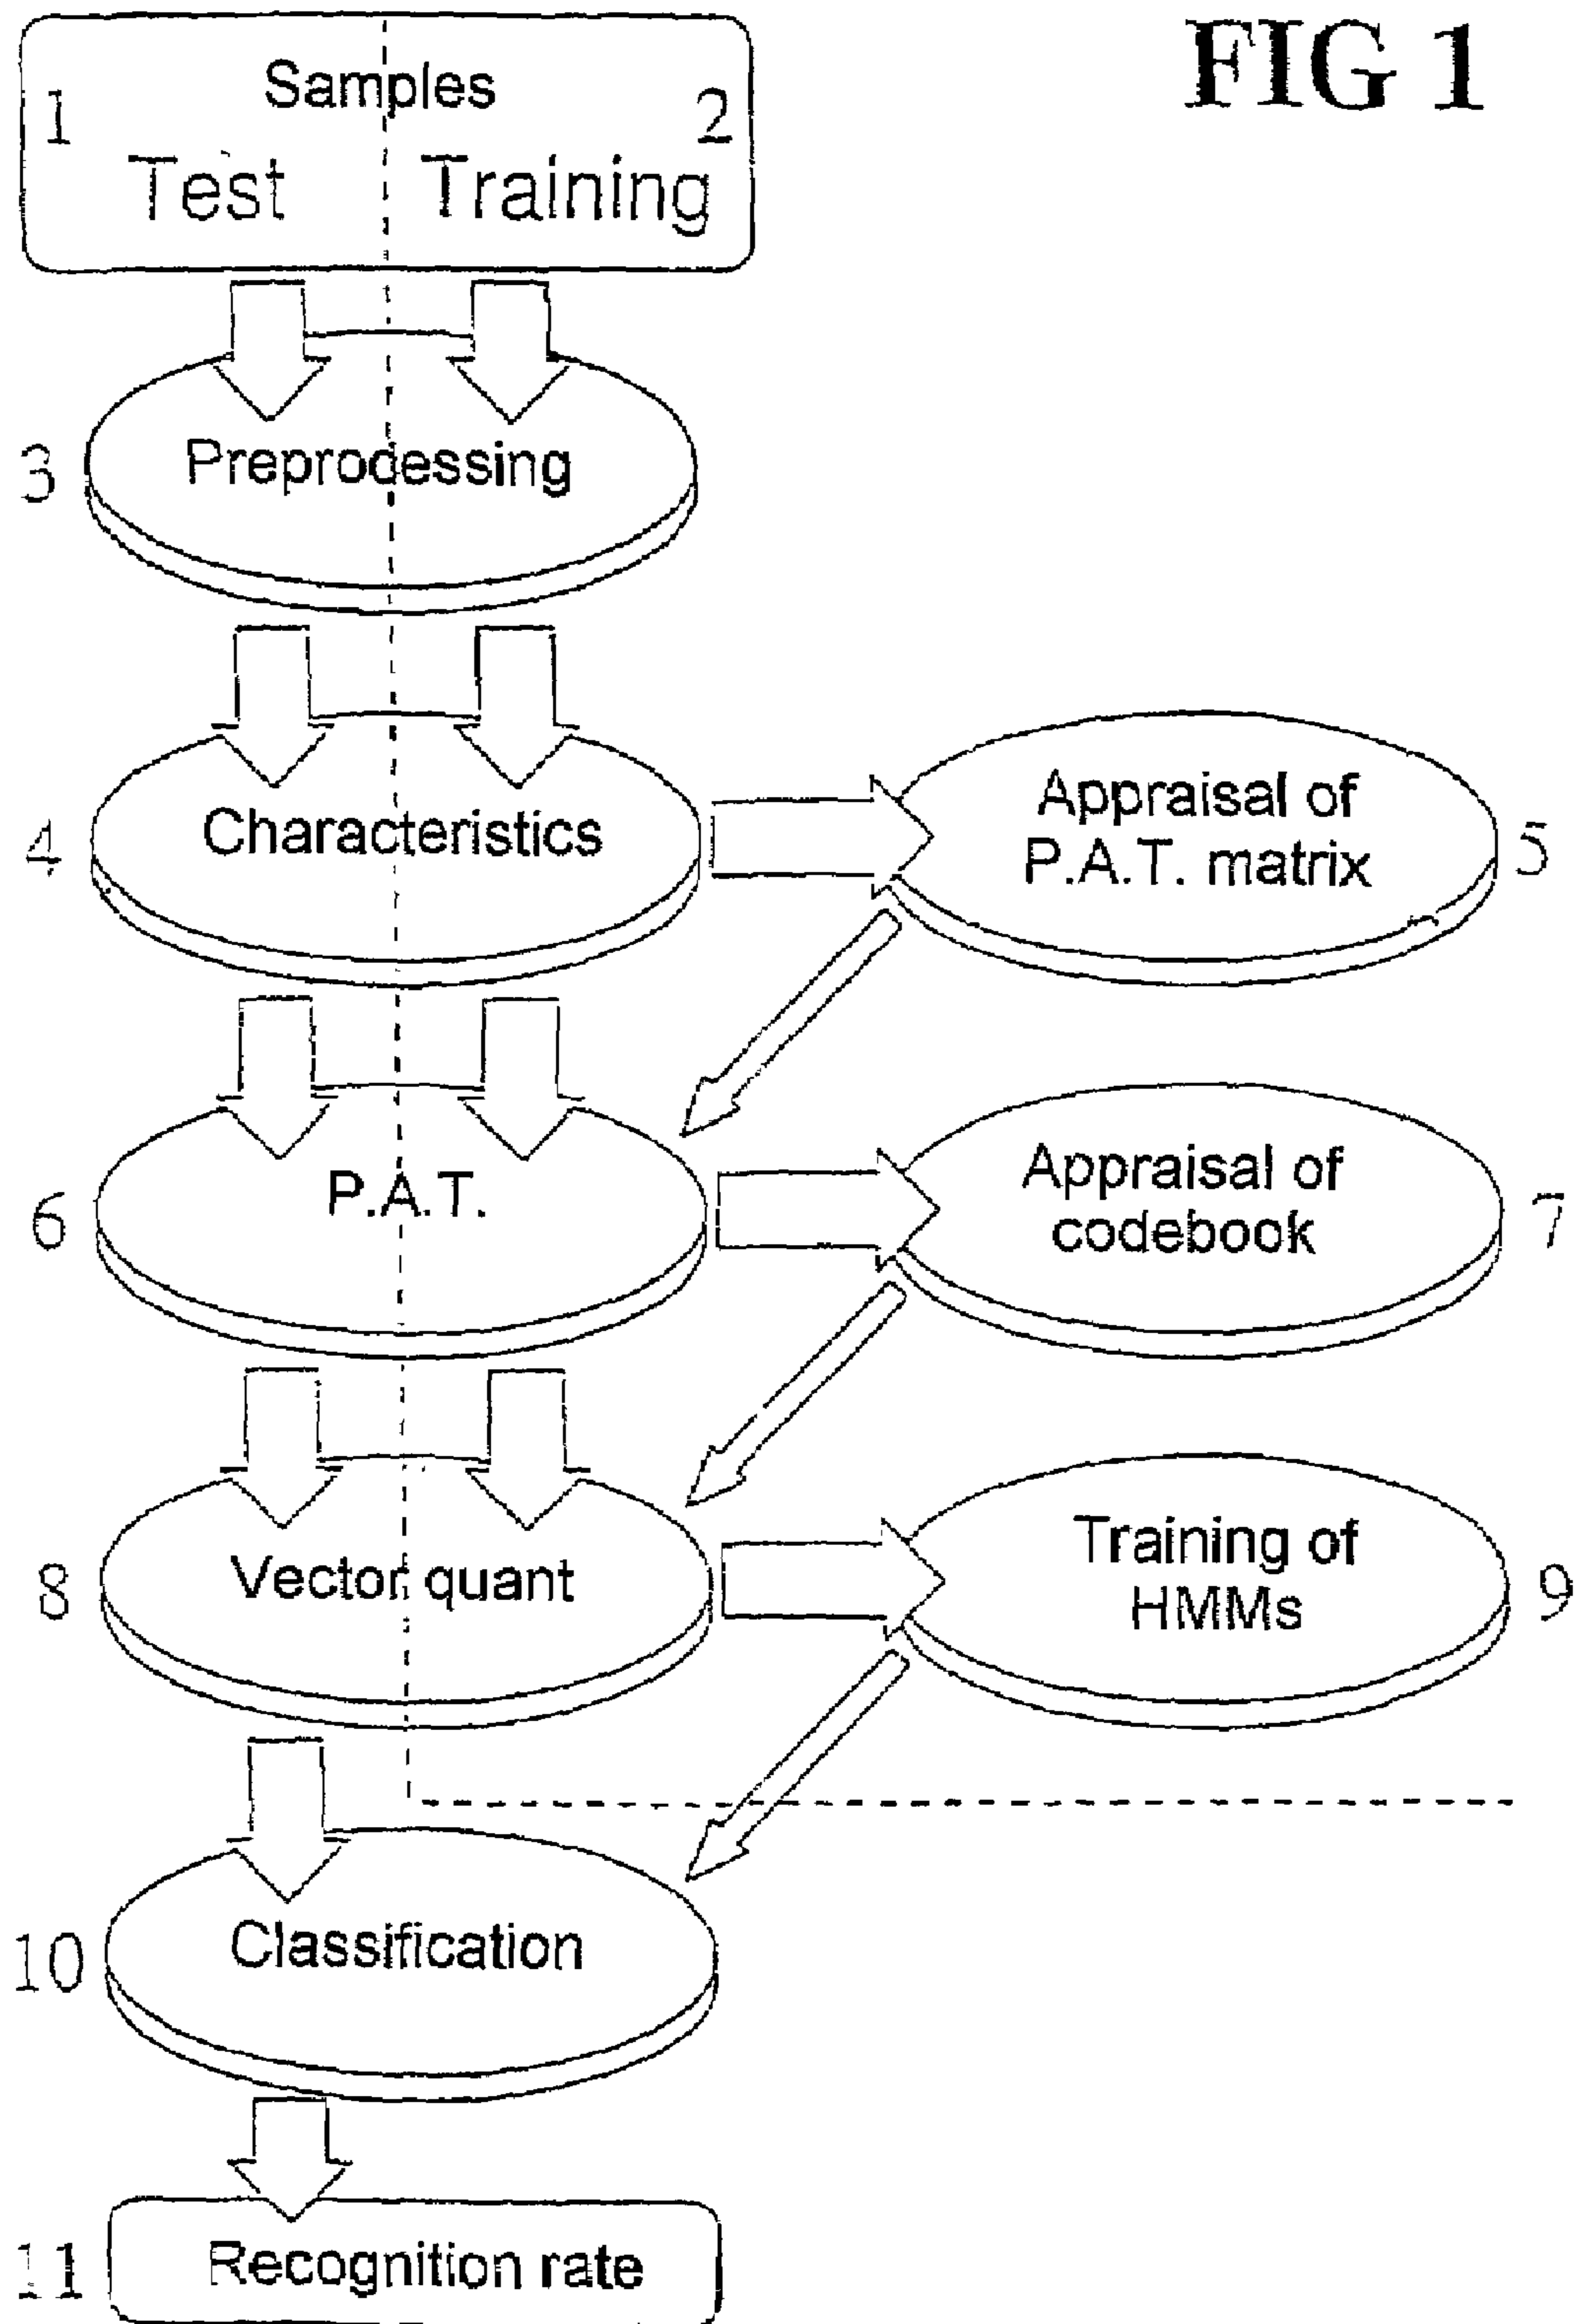 FIG 1
Samples
1 2
Test Training
3 Preprocessing
4 Characteristics
Appraisal of
P.A.T. matrix 5
6 P.A.T.
Appraisal of
codebook 7
8 Vector quant
Training of
HMMs 9
10 Classification
11 Recognition rate